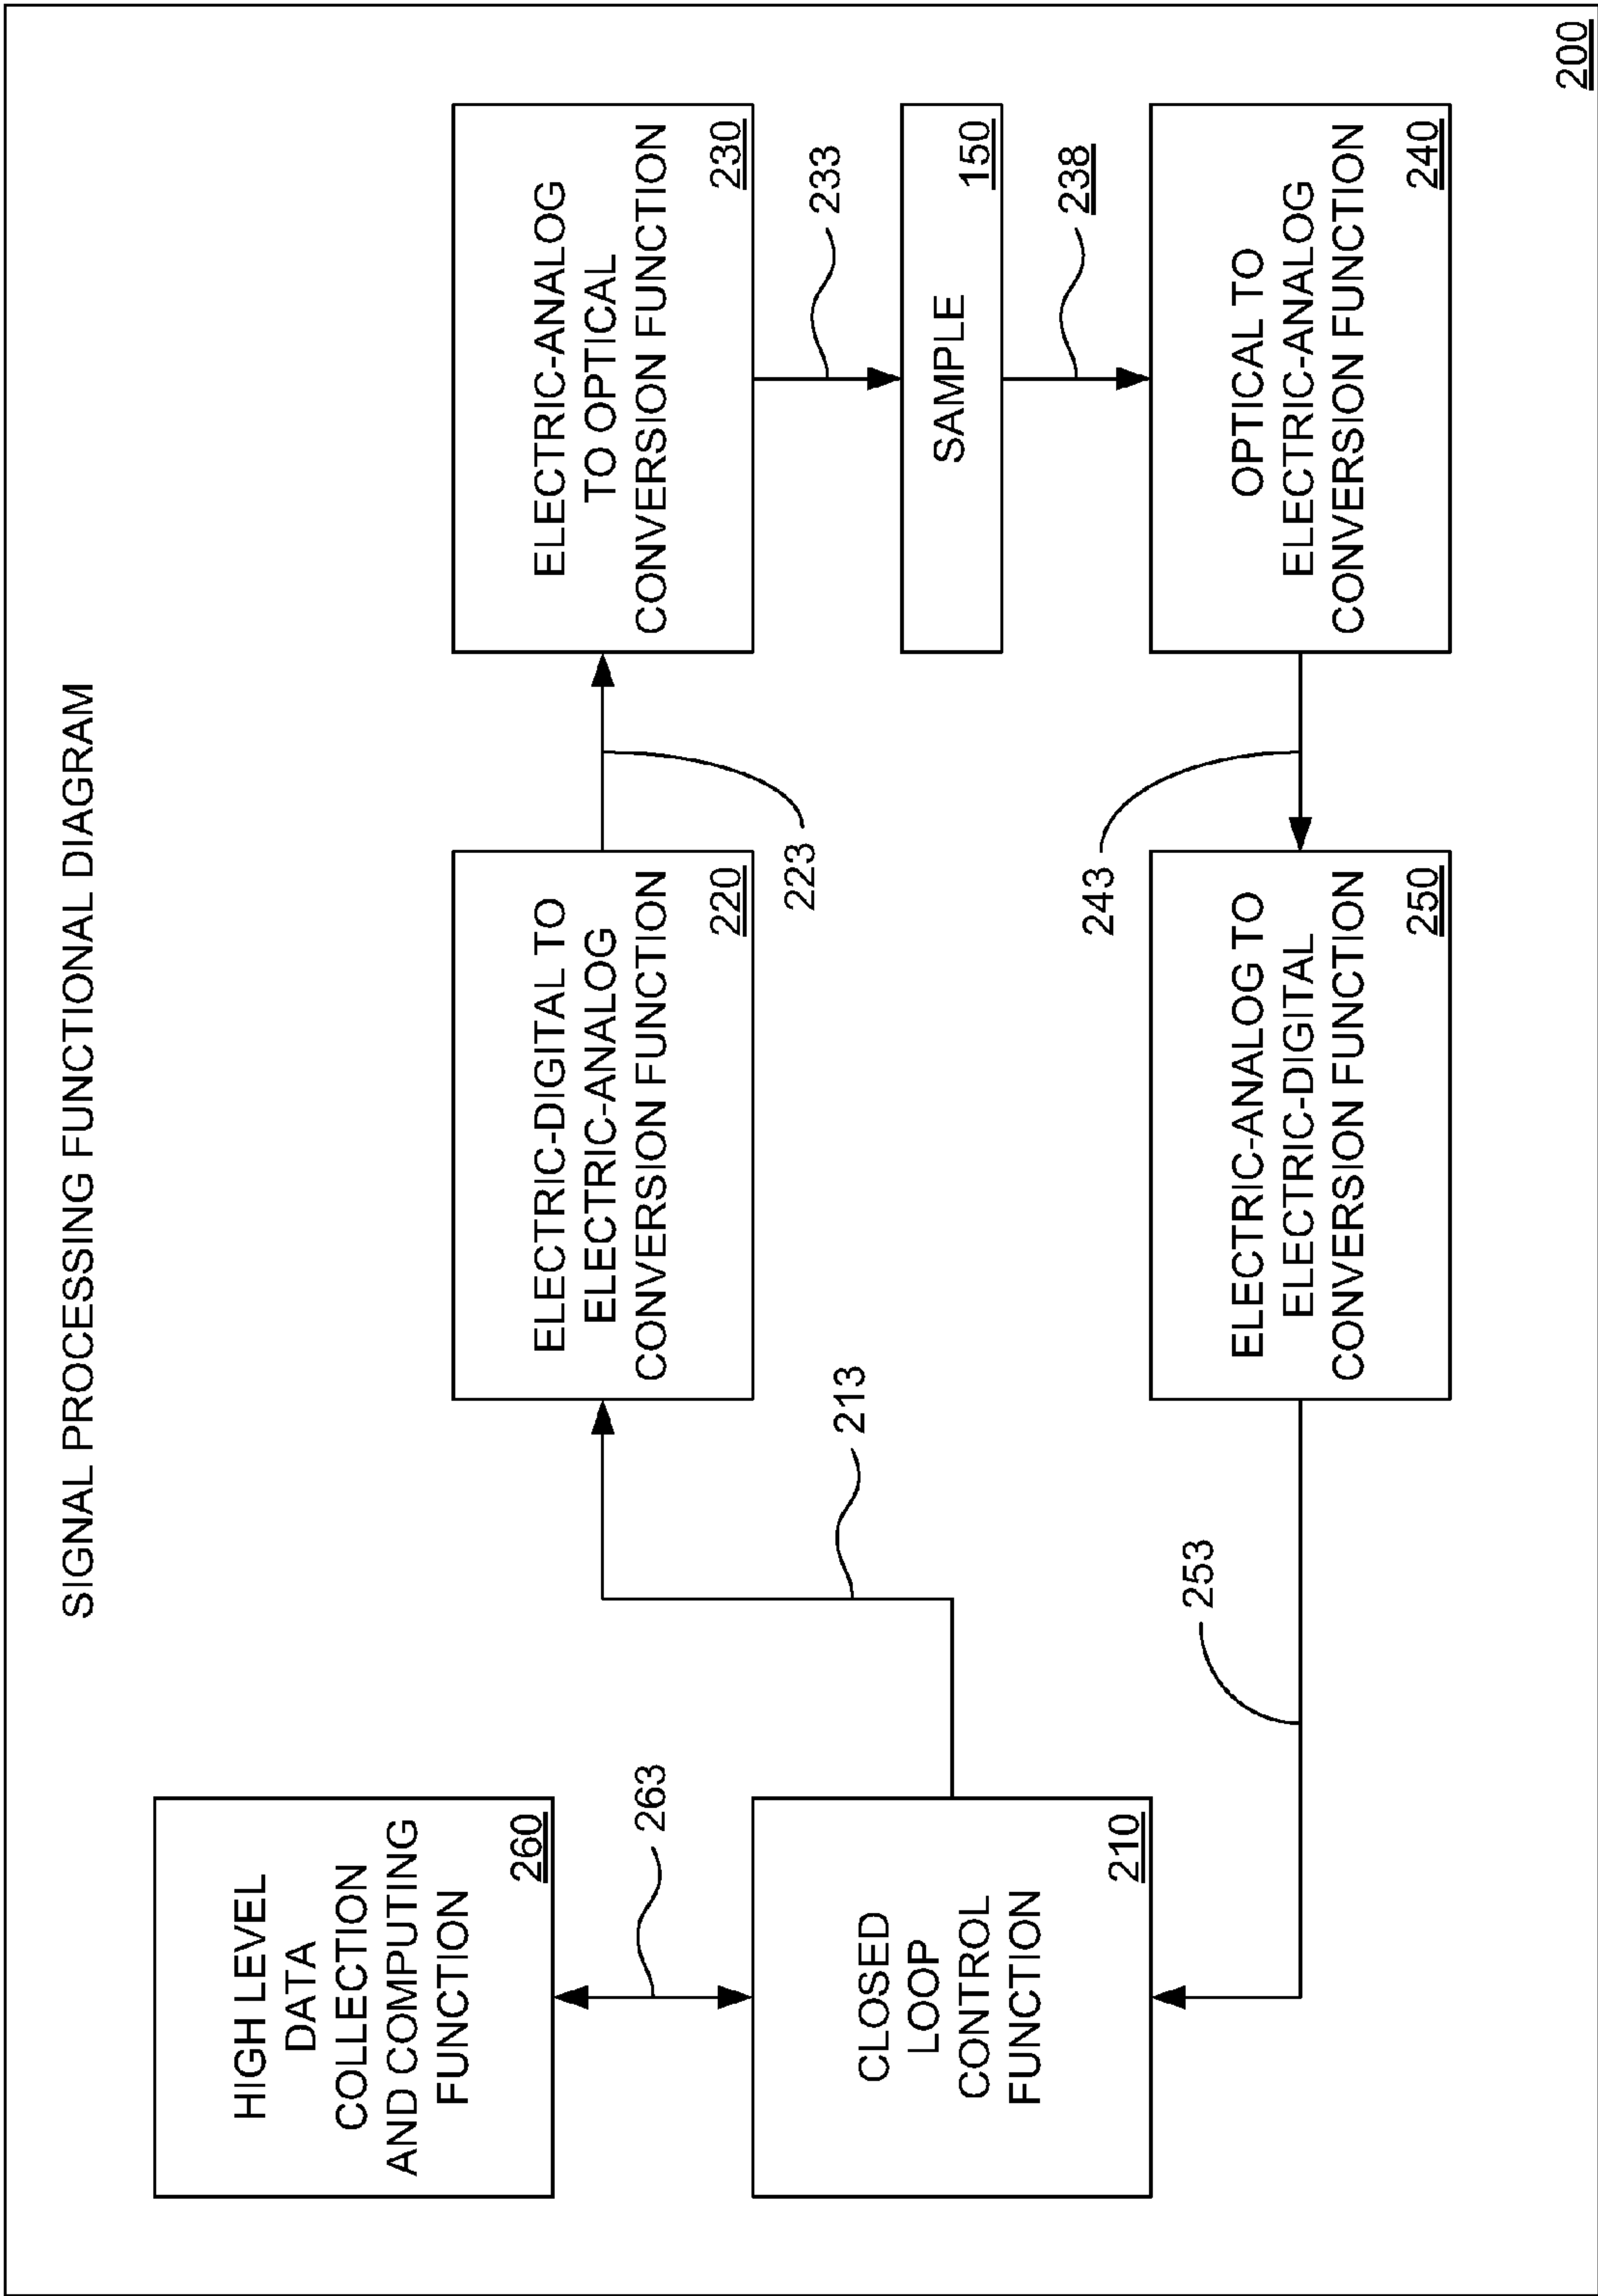 SIGNAL PROCESSING FUNCTIONAL DIAGRAM
HIGH LEVEL
DATA
COLLECTION
AND COMPUTING
FUNCTION
260
263
CLOSED
LOOP
CONTROL
FUNCTION
210
213
ELECTRIC-DIGITAL TO
ELECTRIC-ANALOG
CONVERSION FUNCTION
220
223
ELECTRIC-ANALOG
TO OPTICAL
CONVERSION FUNCTION
230
233
SAMPLE
150
238
OPTICAL TO
ELECTRIC-ANALOG
CONVERSION FUNCTION
240
243
ELECTRIC-ANALOG TO
ELECTRIC-DIGITAL
CONVERSION FUNCTION
250
253
200